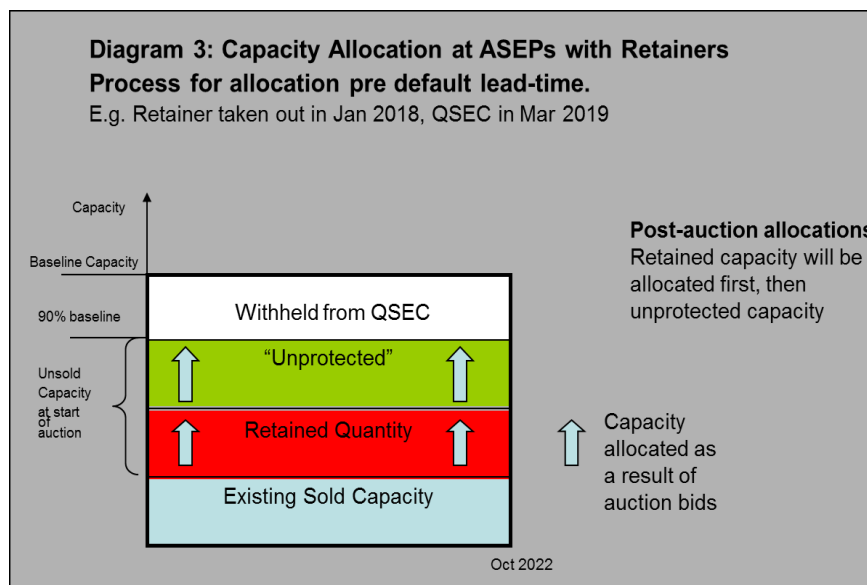 Diagram 3: Capacity Allocation at ASEPs with Retainers
Process for allocation pre default lead-time.
E.g. Retainer taken out in Jan 2018, QSEC in Mar 2019
Capacity
Baseline Capacity
90% baseline
Unsold
Capacity
at start
of
auction
Withheld from QSEC
“Unprotected”
Retained Quantity
Existing Sold Capacity
Oct 2022
Post-auction allocations
Retained capacity will be
allocated first, then
unprotected capacity
Capacity
allocated as
a result of
auction bids